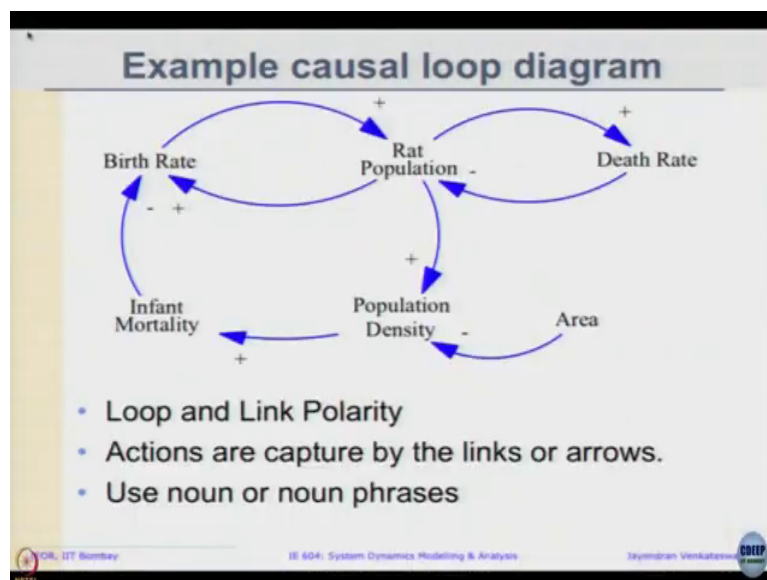 Example causal loop diagram
+
+
Birth Rate
Rat
Population
-
Death Rate
- +
+
Infant
Mortality
Population
Density
-
Area
+
• Loop and Link Polarity
• Actions are capture by the links or arrows.
• Use noun or noun phrases
IIT Bombay
IE 604: System Dynamics Modelling & Analysis
Jayendran
CDEEP